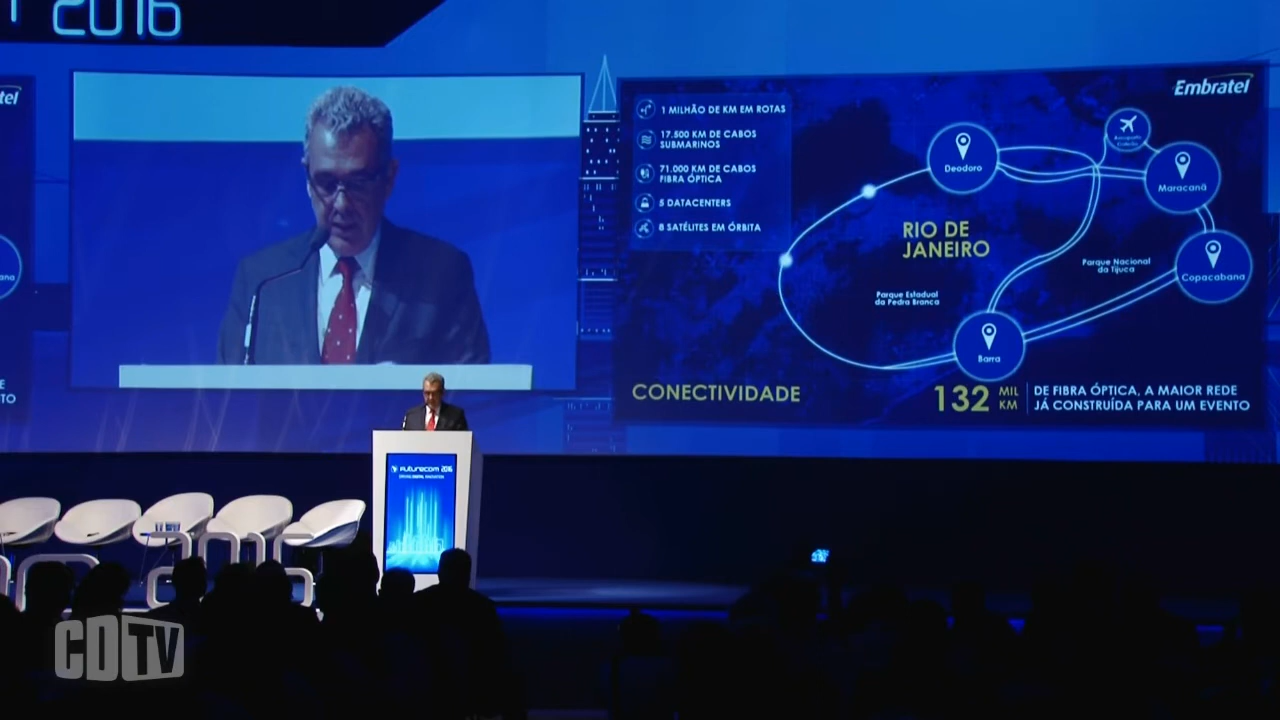 2016
tel
Embratel
1 MILHÃO DE KM EM ROTAS
17.500 KM DE CABOS
SUBMARINOS
71.000 KM DE CABOS
FIBRA ÓPTICA
5 DATACENTERS
8 SATÉLITES EM ÓRBITA
Deodoro
Maracanã
Copacabana
Barra
RIO DE
JANEIRO
Parque Nacional
da Tijuca
Parque Estadual
da Pedra Branca
CONECTIVIDADE
132 MIL
KM
DE FIBRA ÓPTICA, A MAIOR REDE
JÁ CONSTRUÍDA PARA UM EVENTO
ana
E
TO
FUTURECOM 2016
CDTV